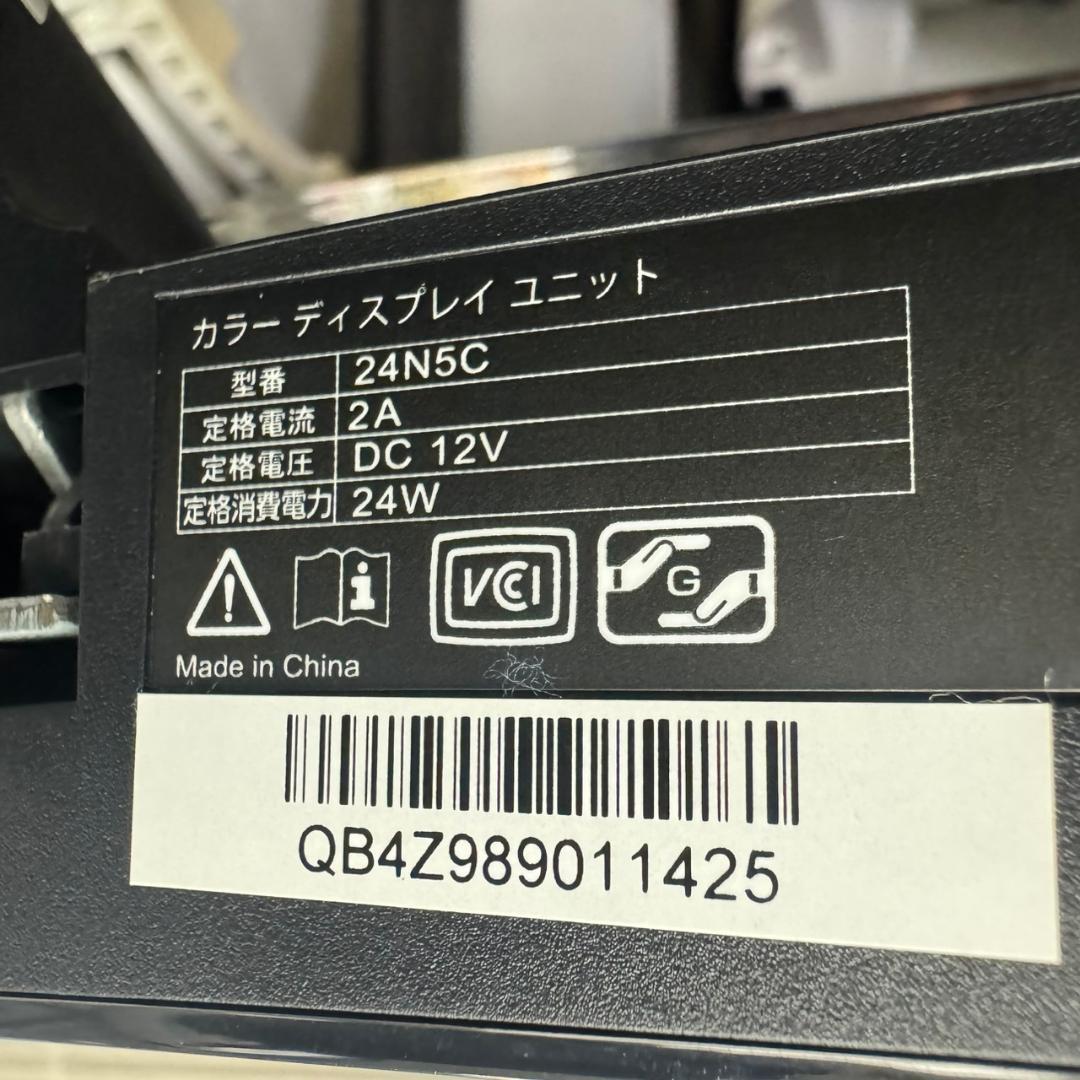 カラー ディスプレイ ユニット
型番 24N5C
定格電流 2A
定格電圧 DC 12V
定格消費電力 24W
VCCI
G
Made in China
QB4Z989011425